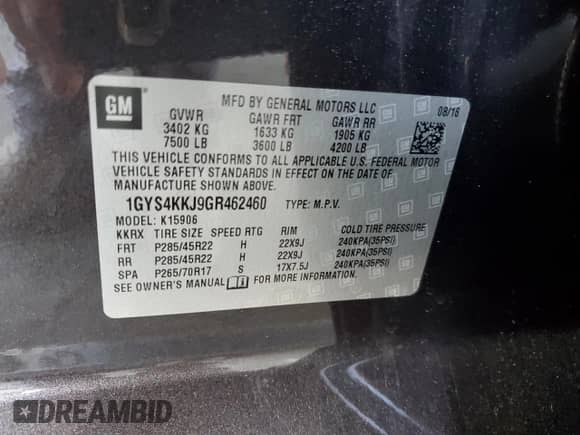 GM
MFD BY GENERAL MOTORS LLC
08/16
GVWR GAWR FRT GAWR RR
3402 KG 1633 KG 1905 KG
7500 LB 3600 LB 4200 LB
THIS VEHICLE CONFORMS TO ALL APPLICABLE U.S. FEDERAL MOTOR
VEHICLE SAFETY STANDARDS IN EFFECT ON THE DATE OF
MANUFACTURE SHOWN ABOVE.
1GYS4KKJ9GR462460 TYPE: M.P.V.
MODEL: K15906
KKRX TIRE SIZE SPEED RTG RIM COLD TIRE PRESSURE
FRT P285/45R22 H 22X9J 240KPA(35PSI)
RR P285/45R22 H 22X9J 240KPA(35PSI)
SPA P265/70R17 S 17X7.5J 240KPA(35PSI)
SEE OWNER'S MANUAL FOR MORE INFORMATION.
DREAMBID